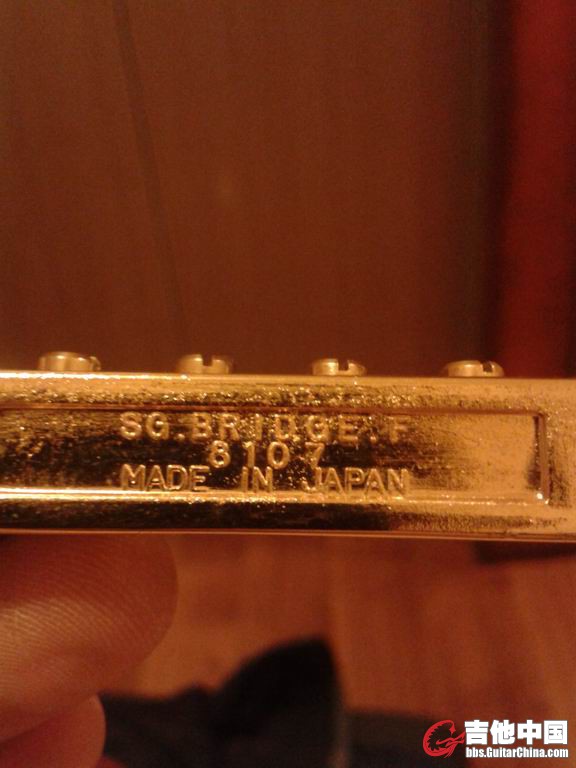 SG.BRIDGE.F
8107
MADE IN JAPAN
吉他中国
bbs.GuitarChina.com